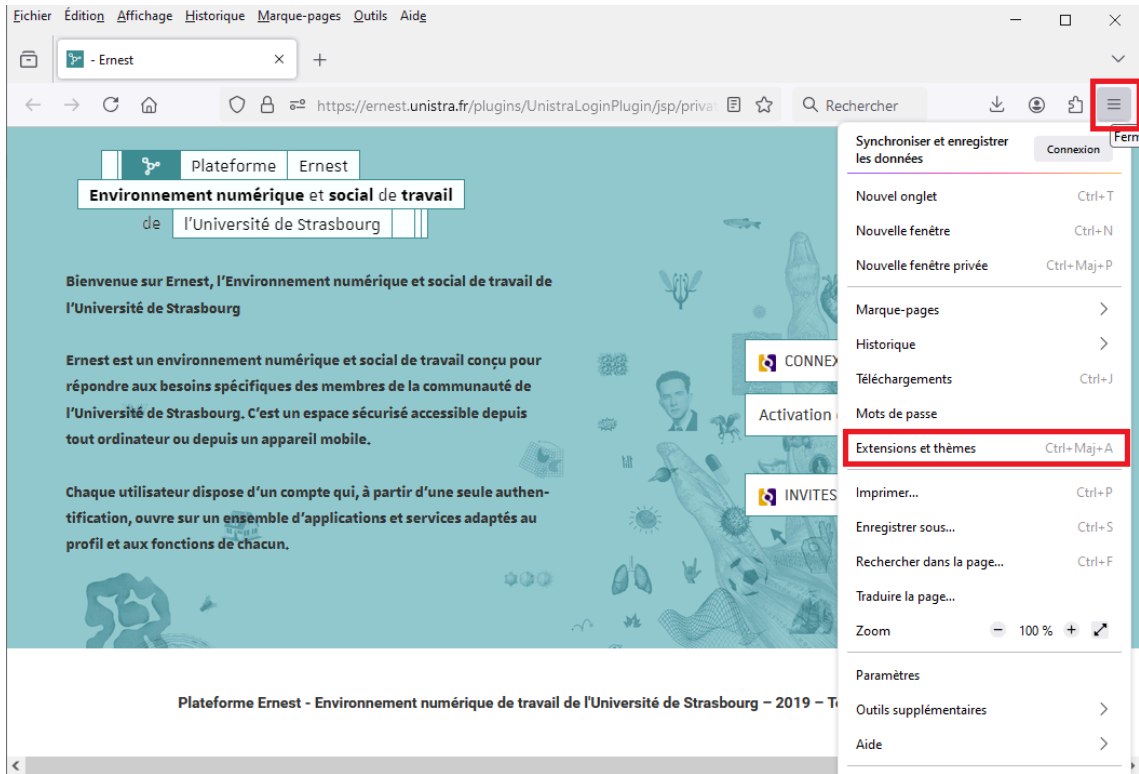 Fichier Édition Affichage Historique Marque-pages Outils Aide
- Ernest
https://ernest.unistra.fr/plugins/UnistraLoginPlugin/jsp/privat
Rechercher
Ferm
Plateforme Ernest
Environnement numérique et social de travail
de l'Université de Strasbourg
Bienvenue sur Ernest, l'Environnement numérique et social de travail de
l'Université de Strasbourg
Ernest est un environnement numérique et social de travail conçu pour
répondre aux besoins spécifiques des membres de la communauté de
l'Université de Strasbourg. C'est un espace sécurisé accessible depuis
tout ordinateur ou depuis un appareil mobile.
Chaque utilisateur dispose d'un compte qui, à partir d'une seule authen-
tification, ouvre sur un ensemble d'applications et services adaptés au
profil et aux fonctions de chacun.
CONNEX
Activation
INVITES
Plateforme Ernest - Environnement numérique de travail de l'Université de Strasbourg – 2019 – T
Synchroniser et enregistrer
les données
Connexion
Nouvel onglet Ctrl+T
Nouvelle fenêtre Ctrl+N
Nouvelle fenêtre privée Ctrl+Maj+P
Marque-pages
Historique
Téléchargements Ctrl+J
Mots de passe
Extensions et thèmes Ctrl+Maj+A
Imprimer... Ctrl+P
Enregistrer sous... Ctrl+S
Rechercher dans la page... Ctrl+F
Traduire la page...
Zoom − 100 % +
Paramètres
Outils supplémentaires
Aide